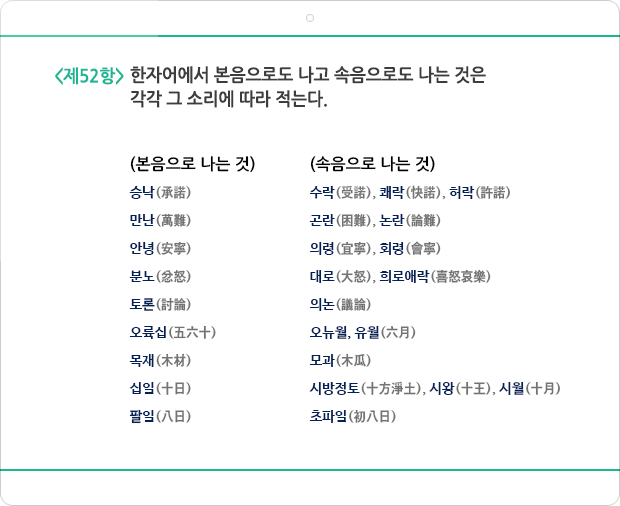 <제52항> 한자어에서 본음으로도 나고 속음으로도 나는 것은
각각 그 소리에 따라 적는다.
(본음으로 나는 것) (속음으로 나는 것)
승낙(承諾) 수락(受諾), 쾌락(快諾), 허락(許諾)
만난(萬難) 곤란(困難), 논란(論難)
안녕(安寧) 의령(宜寧), 회령(會寧)
분노(忿怒) 대로(大怒), 희로애락(喜怒哀樂)
토론(討論) 의논(議論)
오륙십(五六十) 오뉴월, 유월(六月)
목재(木材) 모과(木瓜)
십일(十日) 시방정토(十方淨土), 시왕(十王), 시월(十月)
팔일(八日) 초파일(初八日)